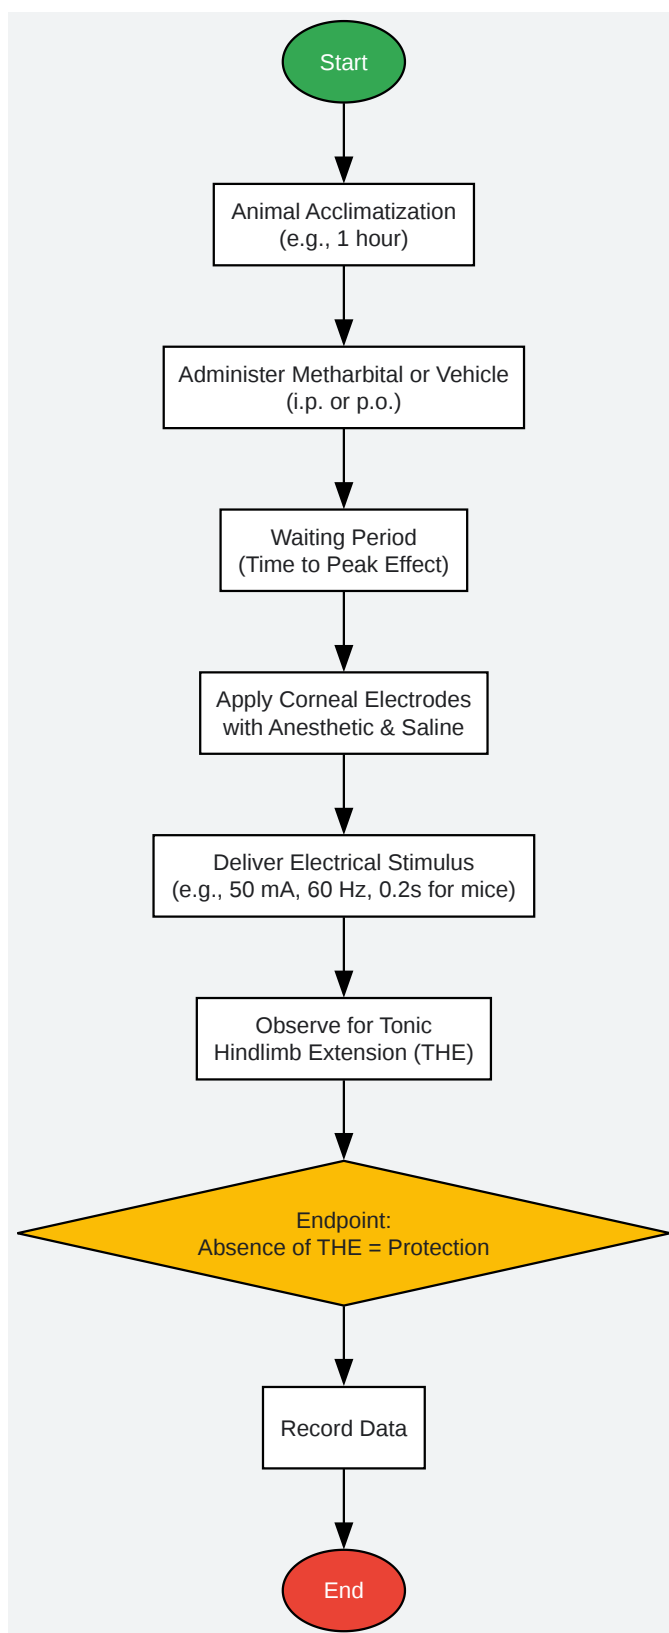 Start
Animal Acclimatization
(e.g., 1 hour)
Administer Metharbital or Vehicle
(i.p. or p.o.)
Waiting Period
(Time to Peak Effect)
Apply Corneal Electrodes
with Anesthetic & Saline
Deliver Electrical Stimulus
(e.g., 50 mA, 60 Hz, 0.2s for mice)
Observe for Tonic
Hindlimb Extension (THE)
Endpoint:
Absence of THE = Protection
Record Data
End